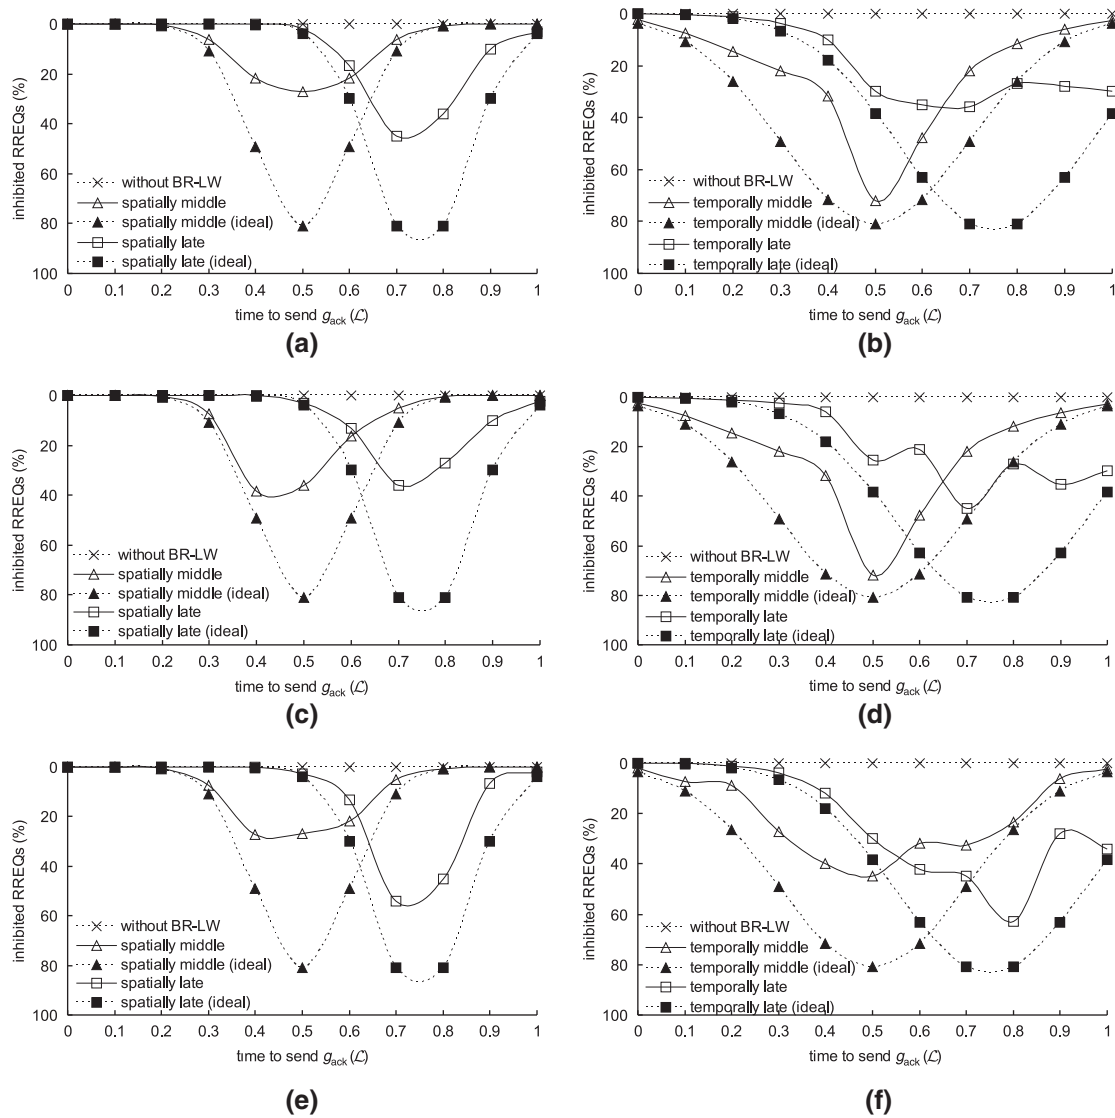 0
20
40
60
80
100
inhibited RREQs (%)
without BR-LW
spatially middle
spatially middle (ideal)
spatially late
spatially late (ideal)
0 0.1 0.2 0.3 0.4 0.5 0.6 0.7 0.8 0.9 1
time to send gack (ℒ)
(a)
0
20
40
60
80
100
inhibited RREQs (%)
without BR-LW
temporally middle
temporally middle (ideal)
temporally late
temporally late (ideal)
0 0.1 0.2 0.3 0.4 0.5 0.6 0.7 0.8 0.9 1
time to send gack (ℒ)
(b)
0
20
40
60
80
100
inhibited RREQs (%)
without BR-LW
spatially middle
spatially middle (ideal)
spatially late
spatially late (ideal)
0 0.1 0.2 0.3 0.4 0.5 0.6 0.7 0.8 0.9 1
time to send gack (ℒ)
(c)
0
20
40
60
80
100
inhibited RREQs (%)
without BR-LW
temporally middle
temporally middle (ideal)
temporally late
temporally late (ideal)
0 0.1 0.2 0.3 0.4 0.5 0.6 0.7 0.8 0.9 1
time to send gack (ℒ)
(d)
0
20
40
60
80
100
inhibited RREQs (%)
without BR-LW
spatially middle
spatially middle (ideal)
spatially late
spatially late (ideal)
0 0.1 0.2 0.3 0.4 0.5 0.6 0.7 0.8 0.9 1
time to send gack (ℒ)
(e)
0
20
40
60
80
100
inhibited RREQs (%)
without BR-LW
temporally middle
temporally middle (ideal)
temporally late
temporally late (ideal)
0 0.1 0.2 0.3 0.4 0.5 0.6 0.7 0.8 0.9 1
time to send gack (ℒ)
(f)